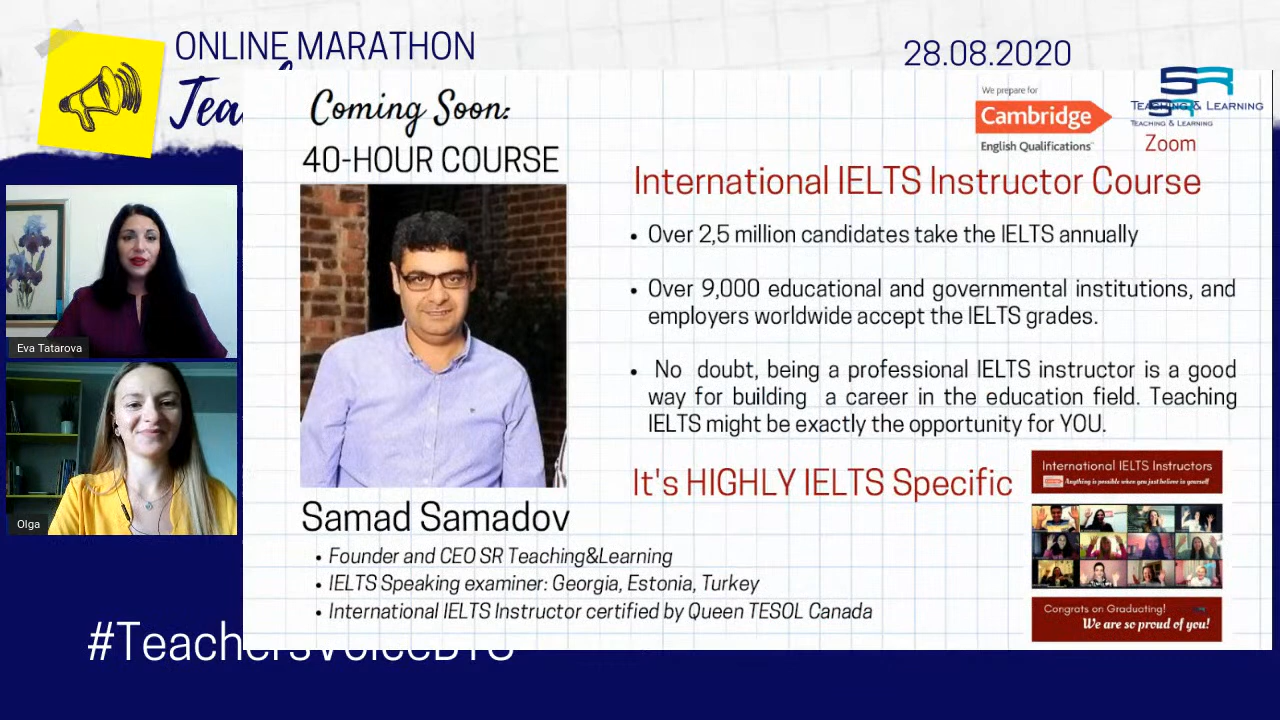 ONLINE MARATHON
28.08.2020
Tea
Coming Soon:
40-HOUR COURSE
We prepare for
Cambridge
English Qualifications
SR
TEACHING & LEARNING
SR
TEACHING & LEARNING
Zoom
International IELTS Instructor Course
• Over 2,5 million candidates take the IELTS annually
• Over 9,000 educational and governmental institutions, and
employers worldwide accept the IELTS grades.
• No doubt, being a professional IELTS instructor is a good
way for building a career in the education field. Teaching
IELTS might be exactly the opportunity for YOU.
It's HIGHLY IELTS Specific
International IELTS Instructors
Anything is possible when you just believe in yourself
Congrats on Graduating!
We are so proud of you!
Samad Samadov
• Founder and CEO SR Teaching&Learning
• IELTS Speaking examiner: Georgia, Estonia, Turkey
• International IELTS Instructor certified by Queen TESOL Canada
Eva Tatarova
Olga
#TeachersVoiceBTS